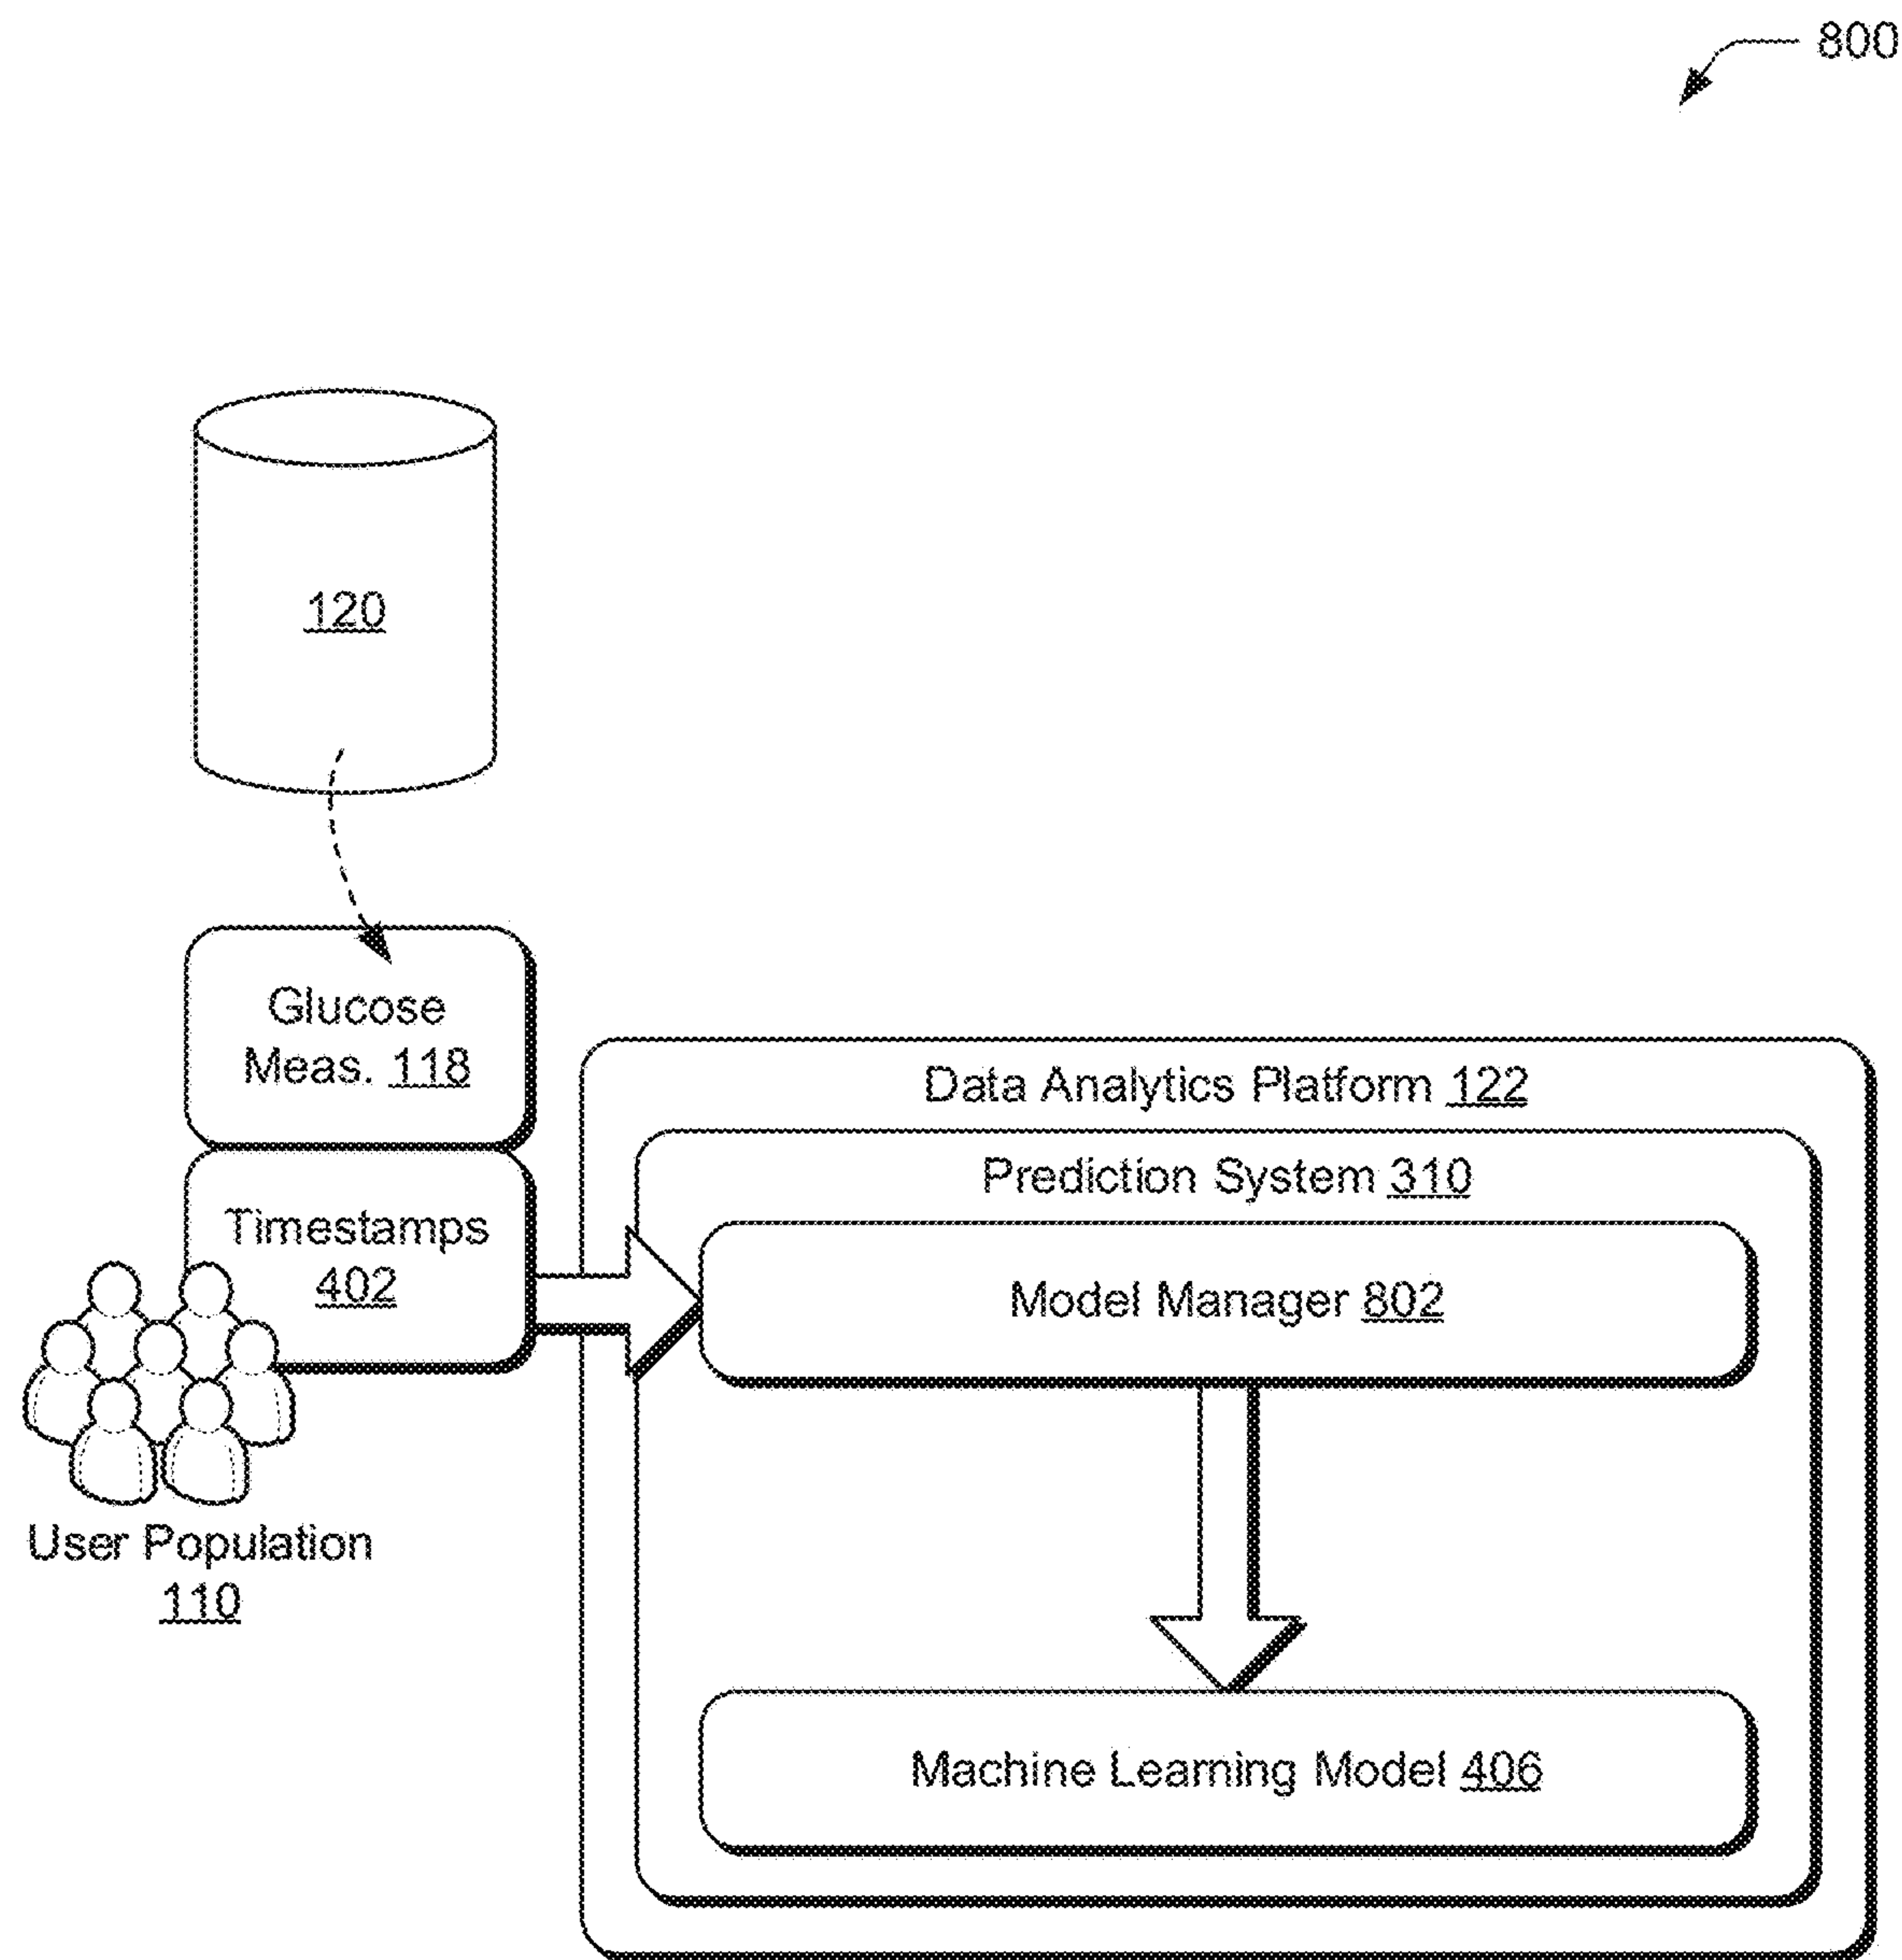 800
120
Glucose
Meas. 118
Data Analytics Platform 122
Prediction System 310
Timestamps
402
Model Manager 802
User Population
110
Machine Learning Model 406